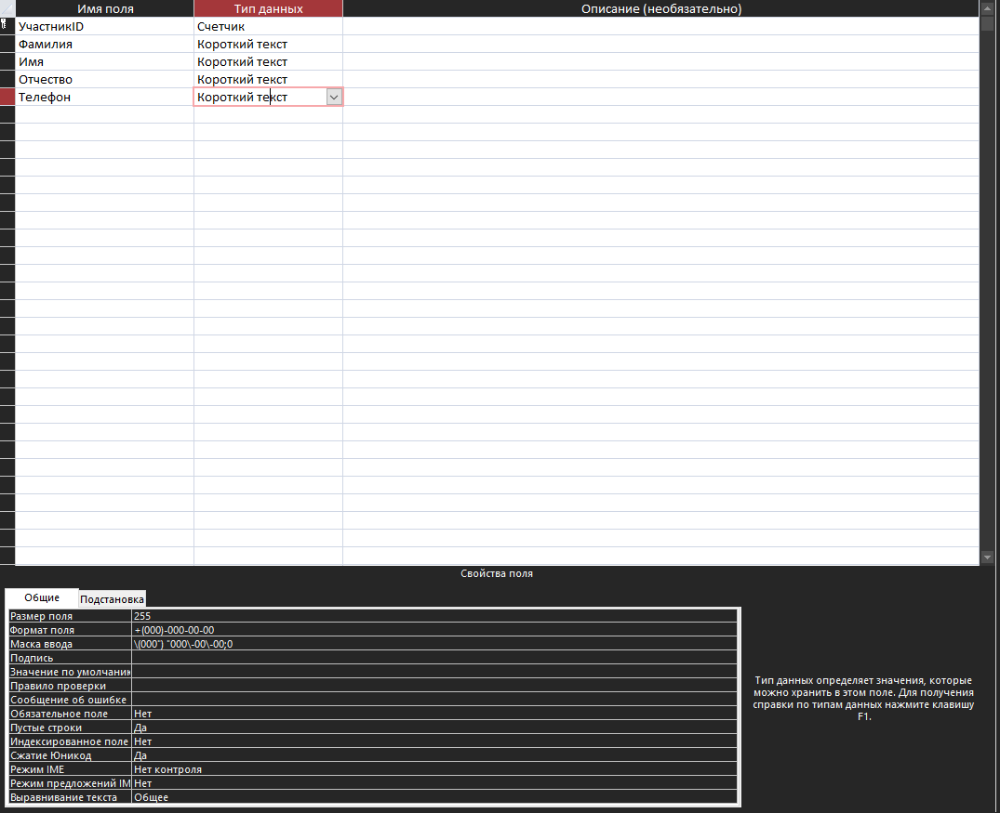 Имя поля Тип данных Описание (необязательно)
УчастникID Счетчик
Фамилия Короткий текст
Имя Короткий текст
Отчество Короткий текст
Телефон Короткий текст
Свойства поля
Общие Подстановка
Размер поля 255
Формат поля +(000)-000-00-00
Маска ввода \(000") "000\-00\-00;0
Подпись
Значение по умолчани
Правило проверки
Сообщение об ошибке
Обязательное поле Нет
Пустые строки Да
Индексированное поле Нет
Сжатие Юникод Да
Режим IME Нет контроля
Режим предложений IM Нет
Выравнивание текста Общее
Тип данных определяет значения, которые
можно хранить в этом поле. Для получения
справки по типам данных нажмите клавишу
F1.